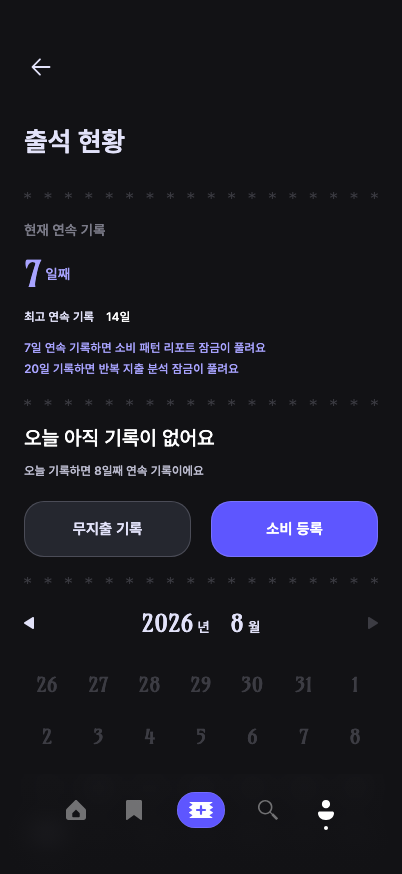 출석 현황
현재 연속 기록
7 일째
최고 연속 기록 14일
7일 연속 기록하면 소비 패턴 리포트 잠금이 풀려요
20일 기록하면 반복 지출 분석 잠금이 풀려요
오늘 아직 기록이 없어요
오늘 기록하면 8일째 연속 기록이에요
무지출 기록 소비 등록
2026 년 8 월
26 27 28 29 30 31 1
2 3 4 5 6 7 8